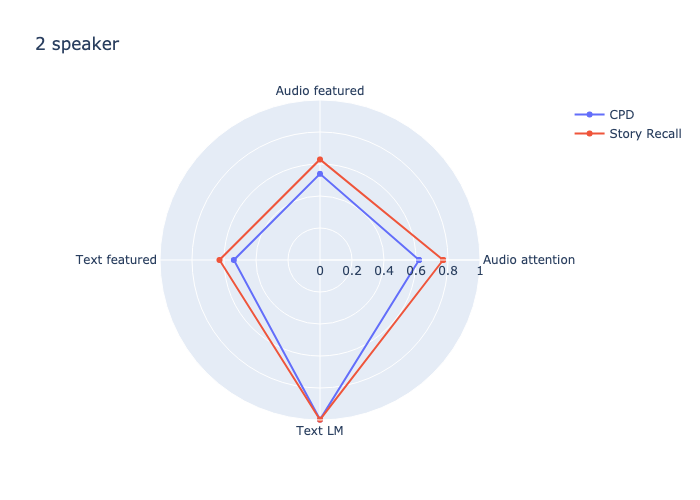 2 speaker
Audio featured
CPD
Story Recall
Text featured
Audio attention
0 0.2 0.4 0.6 0.8 1
Text LM